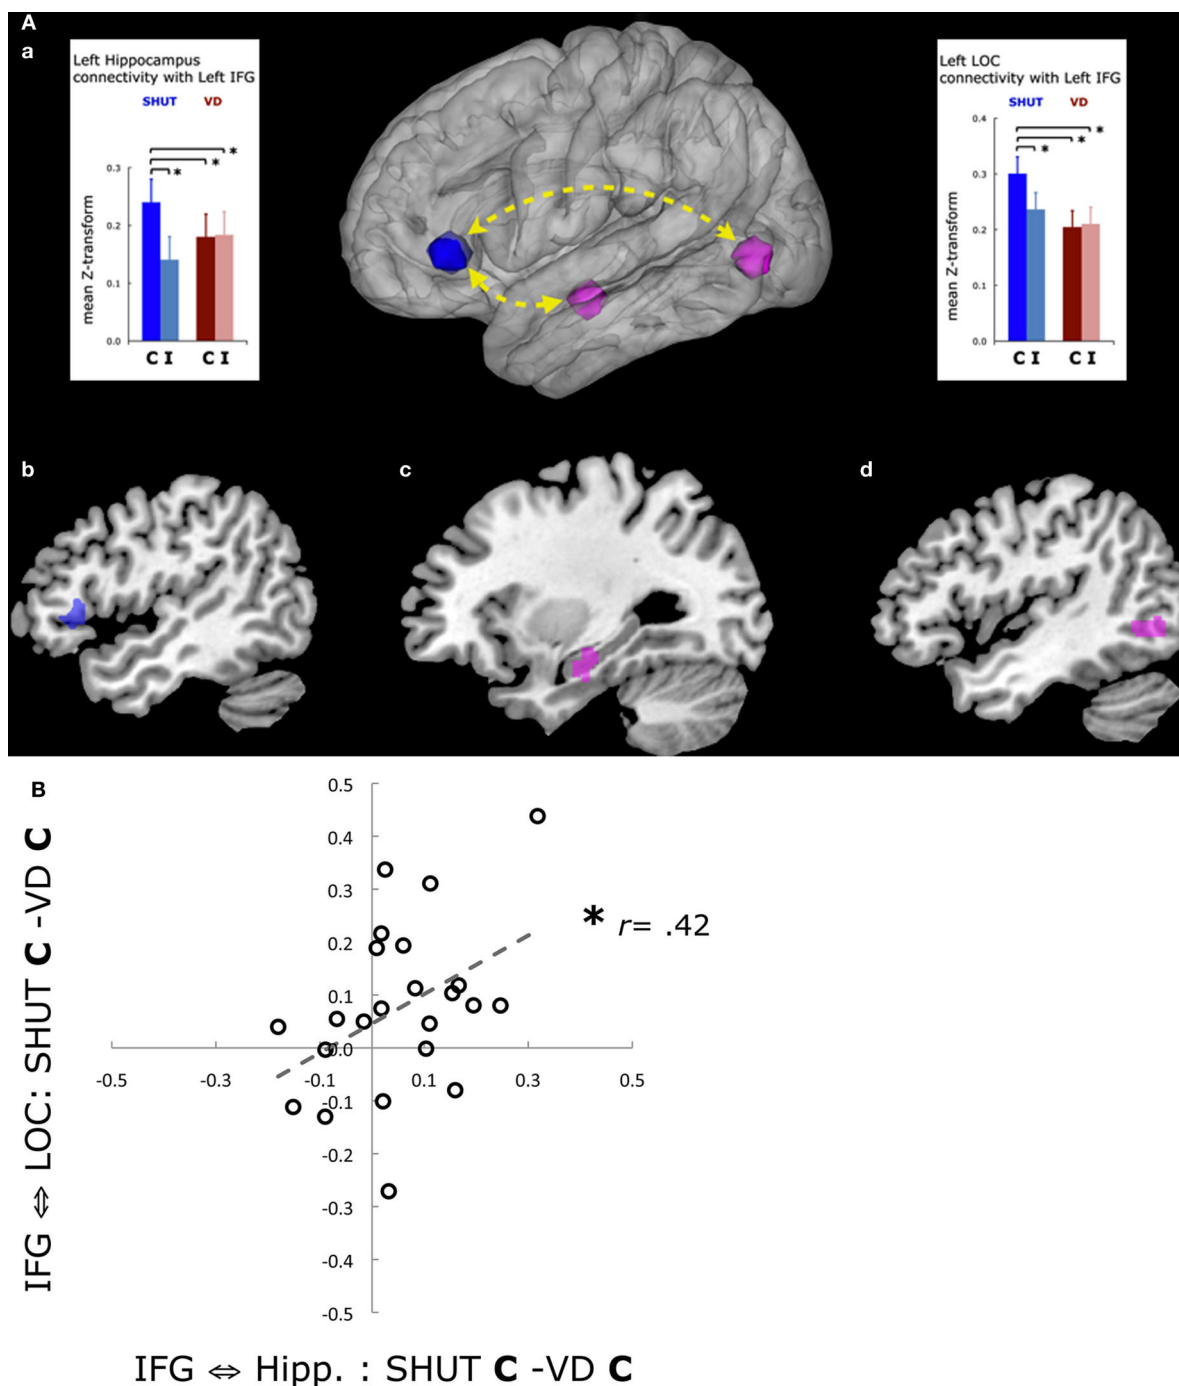 A
a
Left Hippocampus
connectivity with Left IFG
SHUT VD
* * *
0.3
0.2
0.1
0.0
mean Z-transform
C I C I
Left LOC
connectivity with Left IFG
SHUT VD
* * *
0.4
0.3
0.2
0.1
0.0
mean Z-transform
C I C I
b
c
d
B
IFG ⇔ LOC: SHUT C -VD C
0.5
0.4
0.3
0.2
0.1
0.0
-0.1
-0.2
-0.3
-0.4
-0.5
-0.5 -0.3 -0.1 0.1 0.3 0.5
* r= .42
IFG ⇔ Hipp. : SHUT C -VD C